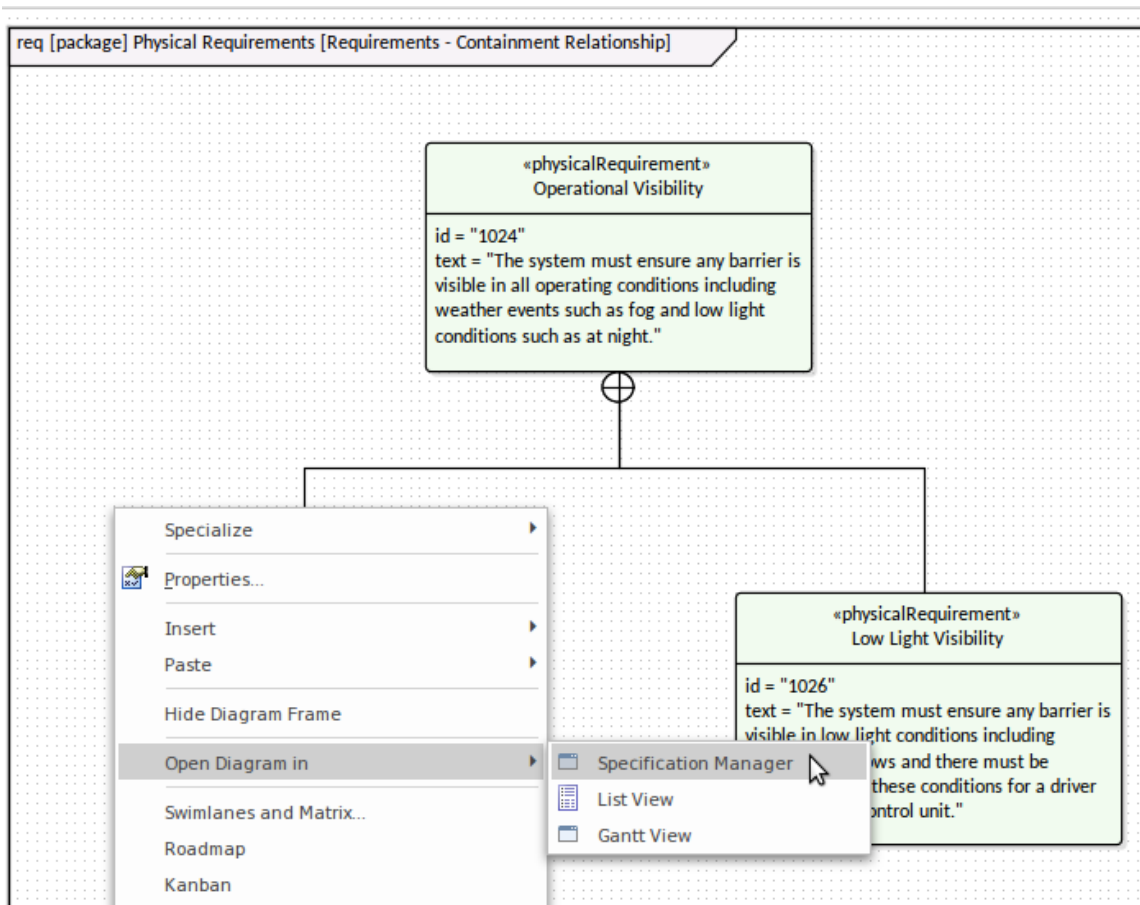 req [package] Physical Requirements [Requirements - Containment Relationship]
«physicalRequirement»
Operational Visibility
id = "1024"
text = "The system must ensure any barrier is
visible in all operating conditions including
weather events such as fog and low light
conditions such as at night."
Specialize
Properties...
Insert
Paste
Hide Diagram Frame
Open Diagram in
Swimlanes and Matrix...
Roadmap
Kanban
Specification Manager
List View
Gantt View
«physicalRequirement»
Low Light Visibility
id = "1026"
text = "The system must ensure any barrier is
visible in low light conditions including
and there must be
these conditions for a driver
unit."